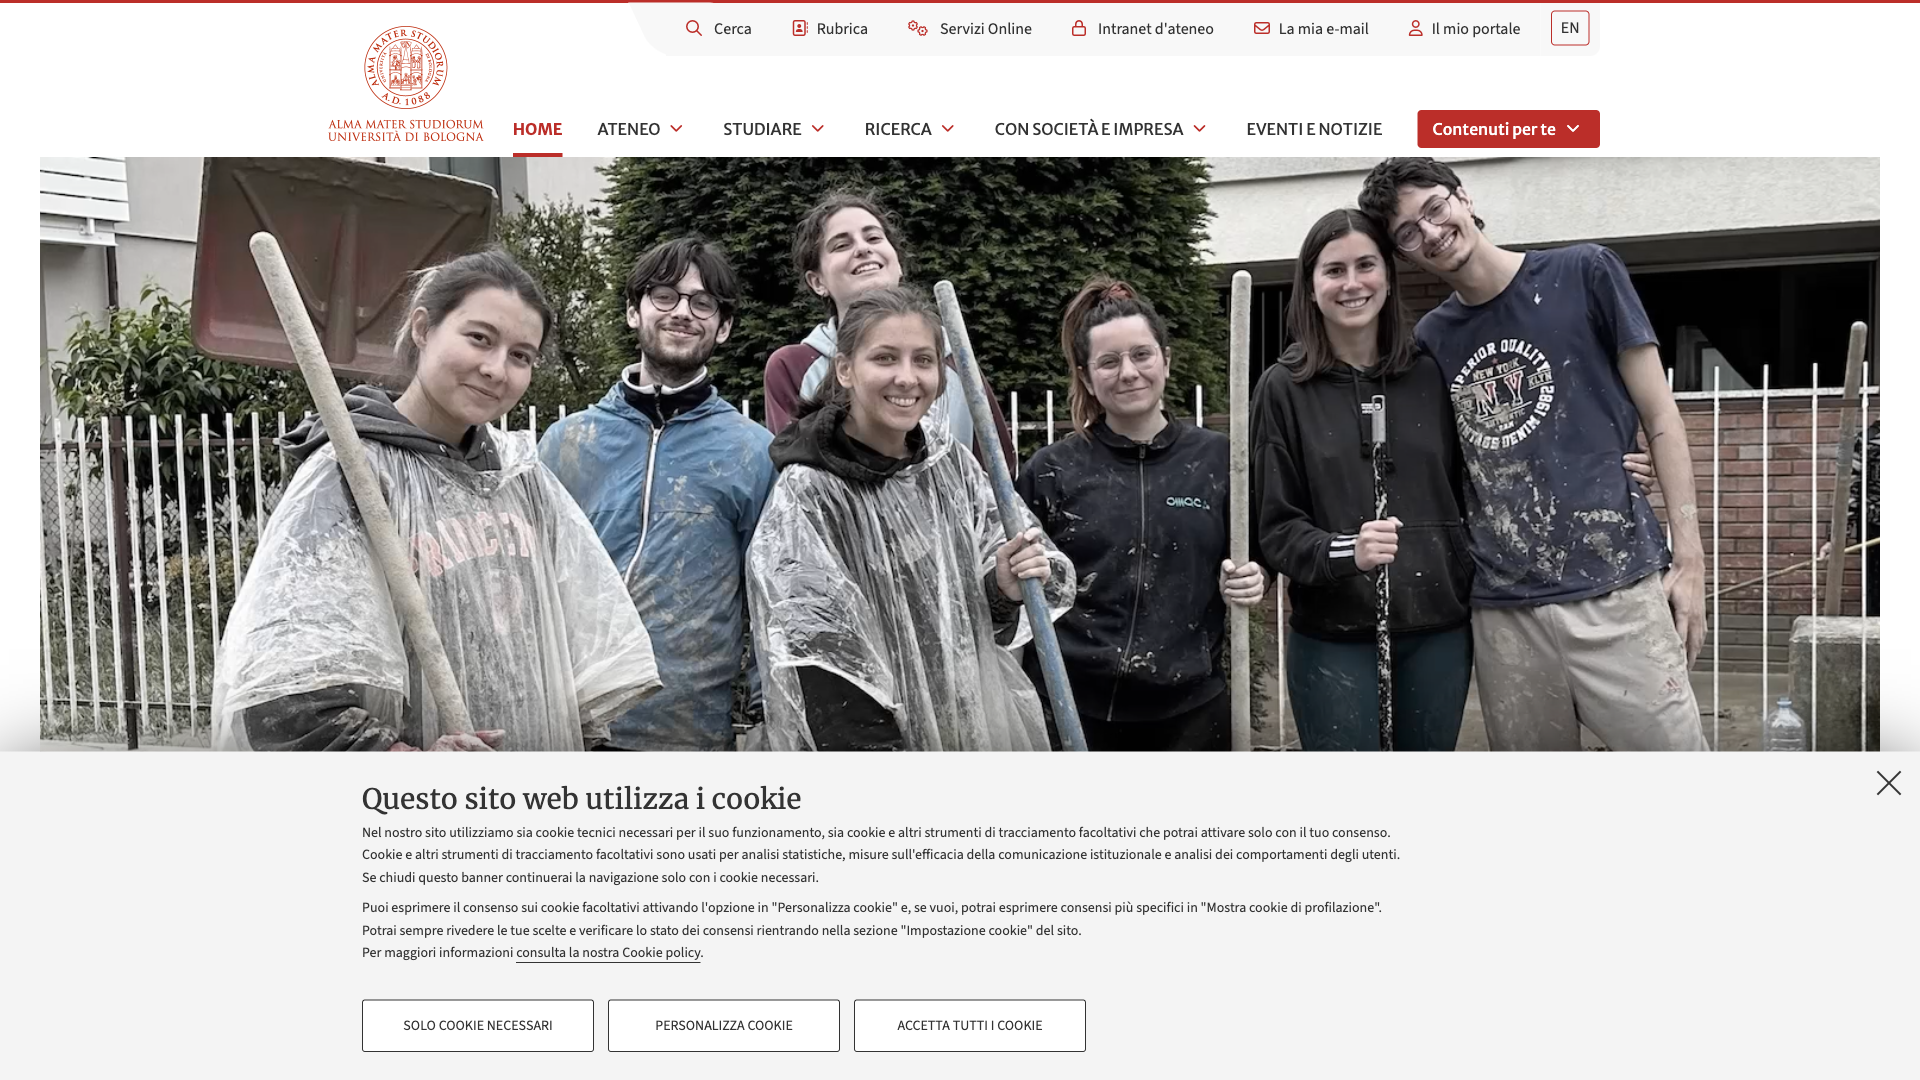 Cerca
Rubrica
Servizi Online
Intranet d'ateneo
La mia e-mail
Il mio portale
EN
ALMA MATER STUDIORUM
A.D. 1088
ALMA MATER STUDIORUM
UNIVERSITÀ DI BOLOGNA
HOME
ATENEO
STUDIARE
RICERCA
CON SOCIETÀ E IMPRESA
EVENTI E NOTIZIE
Contenuti per te
SUPERIOR QUALITY
NEW YORK
NY
Questo sito web utilizza i cookie
Nel nostro sito utilizziamo sia cookie tecnici necessari per il suo funzionamento, sia cookie e altri strumenti di tracciamento facoltativi che potrai attivare solo con il tuo consenso.
Cookie e altri strumenti di tracciamento facoltativi sono usati per analisi statistiche, misure sull'efficacia della comunicazione istituzionale e analisi dei comportamenti degli utenti.
Se chiudi questo banner continuerai la navigazione solo con i cookie necessari.
Puoi esprimere il consenso sui cookie facoltativi attivando l'opzione in "Personalizza cookie" e, se vuoi, potrai esprimere consensi più specifici in "Mostra cookie di profilazione".
Potrai sempre rivedere le tue scelte e verificare lo stato dei consensi rientrando nella sezione "Impostazione cookie" del sito.
Per maggiori informazioni consulta la nostra Cookie policy.
SOLO COOKIE NECESSARI
PERSONALIZZA COOKIE
ACCETTA TUTTI I COOKIE